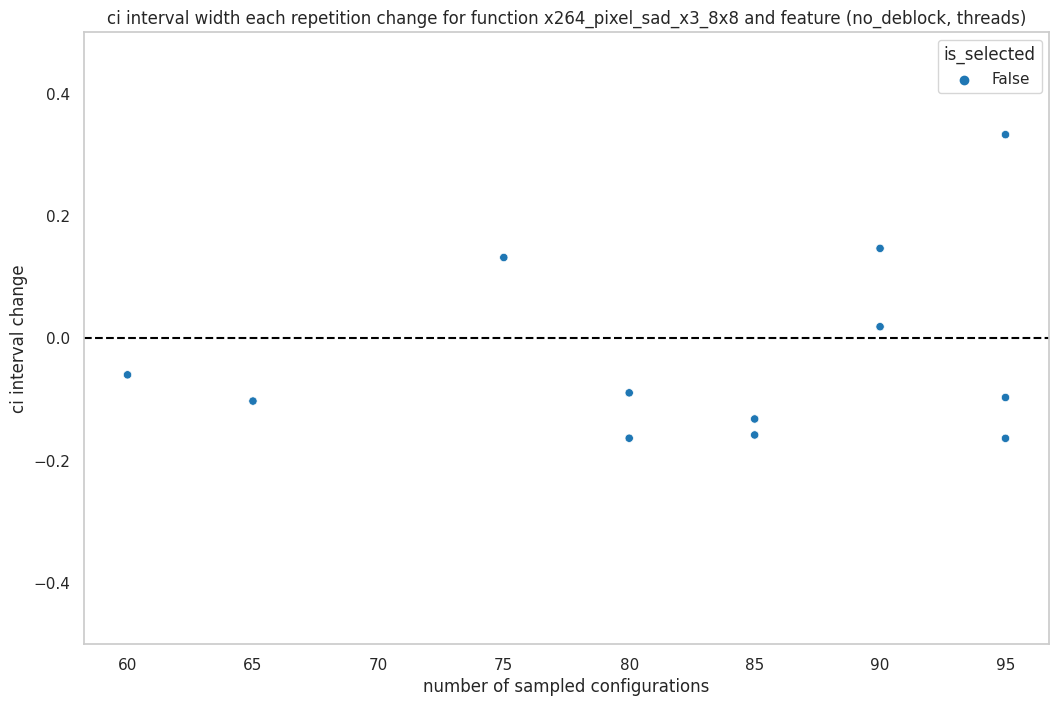 ci interval width each repetition change for function x264_pixel_sad_x3_8x8 and feature (no_deblock, threads)
is_selected
False
ci interval change
0.4
0.2
0.0
−0.2
−0.4
60 65 70 75 80 85 90 95
number of sampled configurations